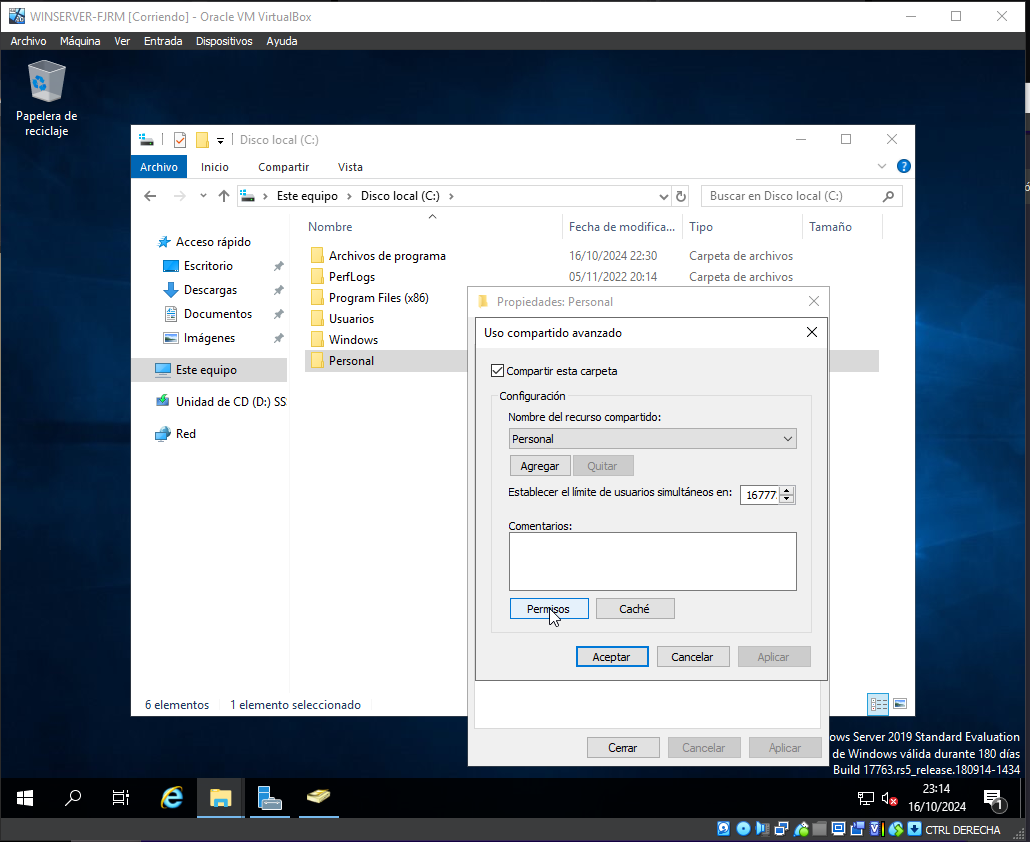 WINSERVER-FJRM [Corriendo] - Oracle VM VirtualBox
Archivo Máquina Ver Entrada Dispositivos Ayuda
Papelera de
reciclaje
Disco local (C:)
Archivo Inicio Compartir Vista
Este equipo Disco local (C:)
Buscar en Disco local (C:)
Nombre Fecha de modifica... Tipo Tamaño
Acceso rápido
Escritorio
Descargas
Documentos
Imágenes
Este equipo
Unidad de CD (D:) SS
Red
Archivos de programa 16/10/2024 22:30 Carpeta de archivos
PerfLogs 05/11/2022 20:14 Carpeta de archivos
Program Files (x86)
Usuarios
Windows
Personal
6 elementos 1 elemento seleccionado
Propiedades: Personal
Uso compartido avanzado
Compartir esta carpeta
Configuración
Nombre del recurso compartido:
Personal
Agregar Quitar
Establecer el límite de usuarios simultáneos en: 16777
Comentarios:
Permisos Caché
Aceptar Cancelar Aplicar
Cerrar Cancelar Aplicar
ows Server 2019 Standard Evaluation
de Windows válida durante 180 días
Build 17763.rs5_release.180914-1434
23:14
16/10/2024
1
CTRL DERECHA